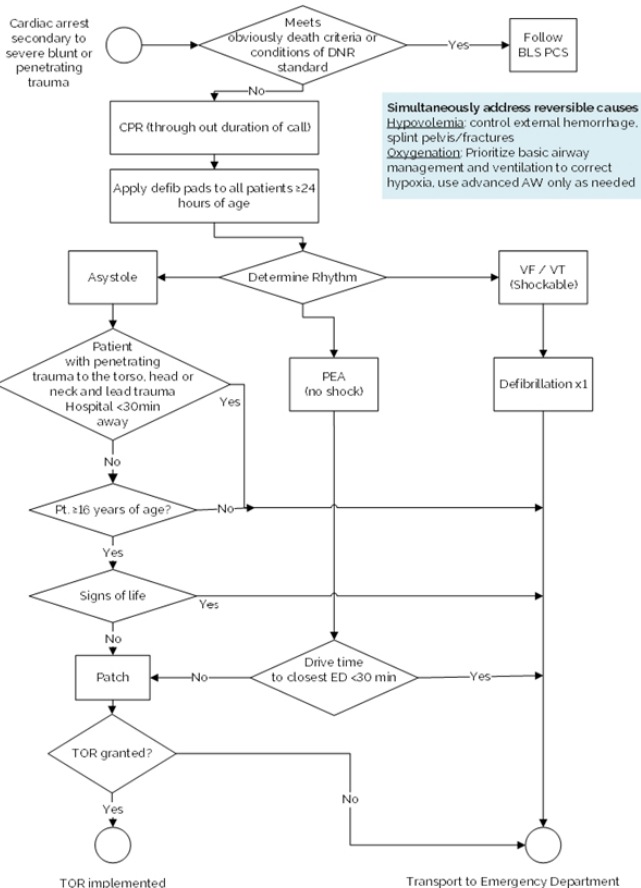 Cardiac arrest
secondary to
severe blunt or
penetrating
trauma
Meets
obviously death criteria or
conditions of DNR
standard
Yes
Follow
BLS PCS
No
CPR (through out duration of call)
Simultaneously address reversible causes
Hypovolemia: control external hemorrhage,
splint pelvis/fractures
Oxygenation: Prioritize basic airway
management and ventilation to correct
hypoxia, use advanced AW only as needed
Apply defib pads to all patients ≥24
hours of age
Asystole
Determine Rhythm
VF / VT
(Shockable)
Patient
with penetrating
trauma to the torso, head or
neck and lead trauma
Hospital <30min
away
Yes
PEA
(no shock)
Defibrillation x1
No
Pt. ≥16 years of age?
No
Yes
Signs of life
Yes
No
Patch
No
Drive time
to closest ED <30 min
Yes
TOR granted?
No
Yes
TOR implemented
Transport to Emergency Department